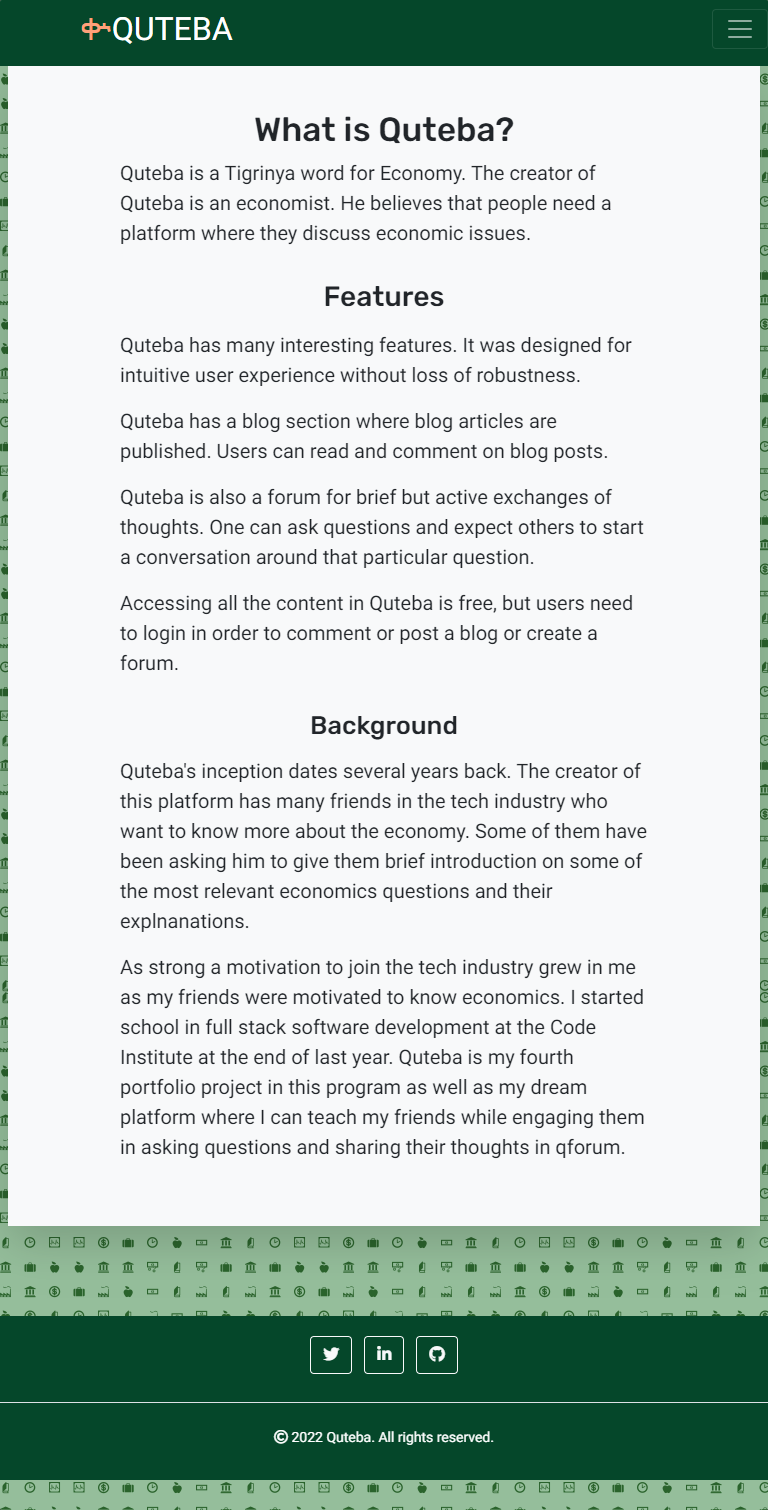 ቁጠQUTEBA
What is Quteba?
Quteba is a Tigrinya word for Economy. The creator of
Quteba is an economist. He believes that people need a
platform where they discuss economic issues.
Features
Quteba has many interesting features. It was designed for
intuitive user experience without loss of robustness.
Quteba has a blog section where blog articles are
published. Users can read and comment on blog posts.
Quteba is also a forum for brief but active exchanges of
thoughts. One can ask questions and expect others to start
a conversation around that particular question.
Accessing all the content in Quteba is free, but users need
to login in order to comment or post a blog or create a
forum.
Background
Quteba's inception dates several years back. The creator of
this platform has many friends in the tech industry who
want to know more about the economy. Some of them have
been asking him to give them brief introduction on some of
the most relevant economics questions and their
explnanations.
As strong a motivation to join the tech industry grew in me
as my friends were motivated to know economics. I started
school in full stack software development at the Code
Institute at the end of last year. Quteba is my fourth
portfolio project in this program as well as my dream
platform where I can teach my friends while engaging them
in asking questions and sharing their thoughts in qforum.
© 2022 Quteba. All rights reserved.